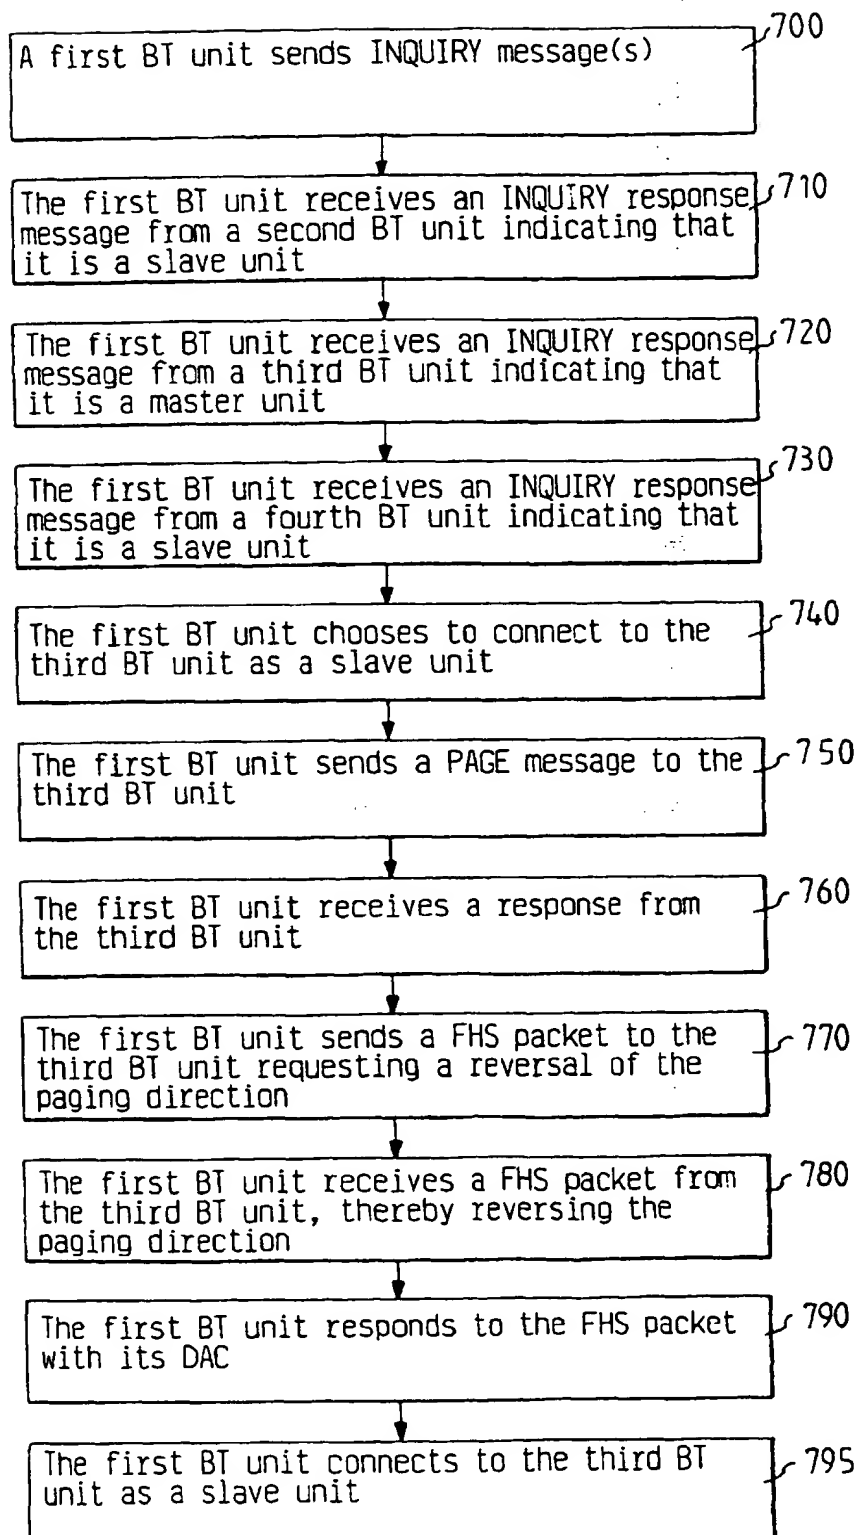 700
A first BT unit sends INQUIRY message(s)
710
The first BT unit receives an INQUIRY response
message from a second BT unit indicating that
it is a slave unit
720
The first BT unit receives an INQUIRY response
message from a third BT unit indicating that
it is a master unit
730
The first BT unit receives an INQUIRY response
message from a fourth BT unit indicating that
it is a slave unit
740
The first BT unit chooses to connect to the
third BT unit as a slave unit
750
The first BT unit sends a PAGE message to the
third BT unit
760
The first BT unit receives a response from
the third BT unit
770
The first BT unit sends a FHS packet to the
third BT unit requesting a reversal of the
paging direction
780
The first BT unit receives a FHS packet from
the third BT unit, thereby reversing the
paging direction
790
The first BT unit responds to the FHS packet
with its DAC
795
The first BT unit connects to the third BT
unit as a slave unit